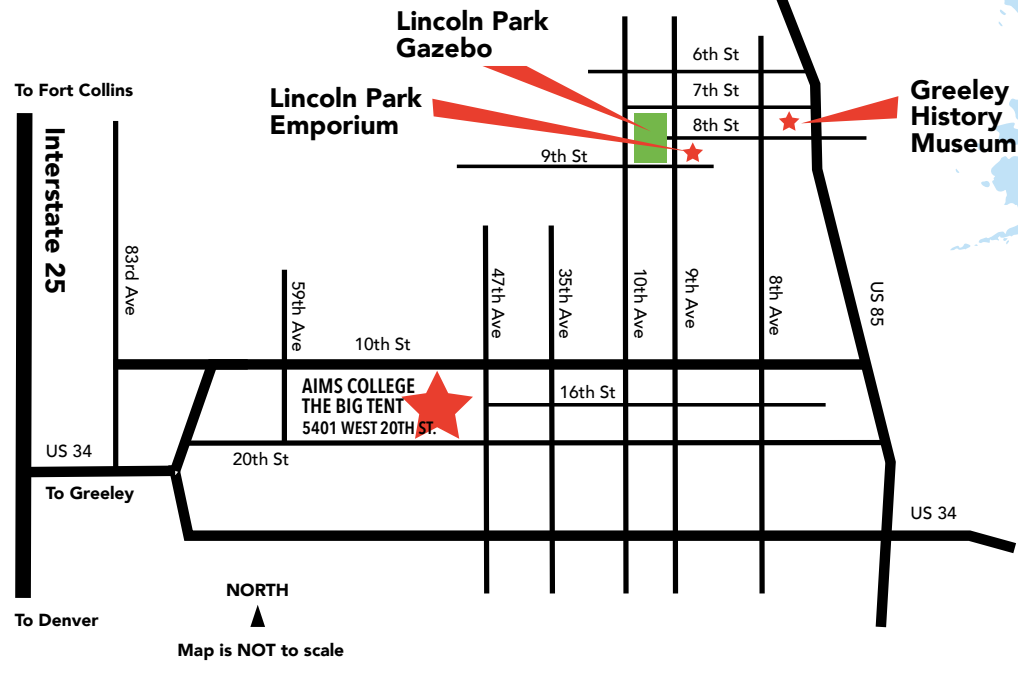 Lincoln Park
Gazebo
6th St
To Fort Collins
7th St
Greeley
History
Museum
Lincoln Park
Emporium
8th St
9th St
Interstate 25
83rd Ave
59th Ave
47th Ave
35th Ave
10th Ave
9th Ave
8th Ave
US 85
10th St
AIMS COLLEGE
THE BIG TENT
5401 WEST 20TH ST.
16th St
US 34
20th St
To Greeley
US 34
NORTH
To Denver
Map is NOT to scale